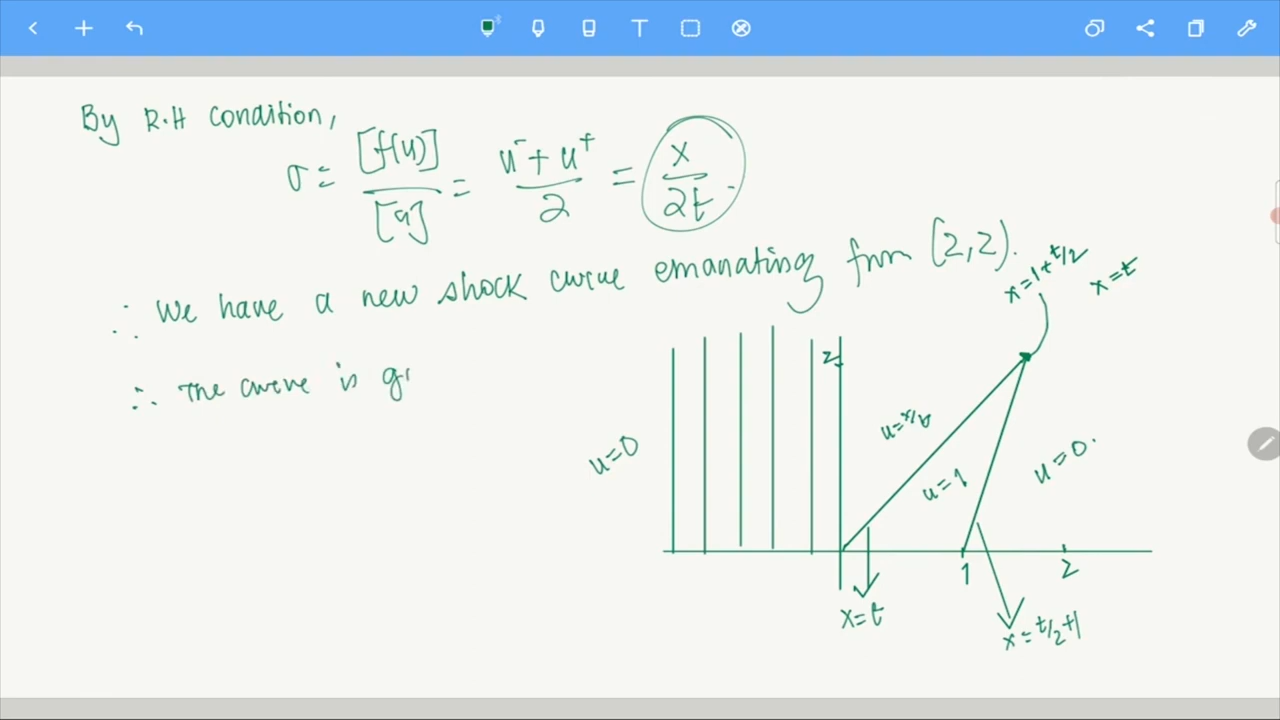 By R.H condition,
σ = [f(u)]/[u] = u⁻ + u⁺/2 = x/2t.
∴ We have a new shock curve emanating from (2,2).
x=1+t/2
x=t
∴ The curve is gi
2
u=0
u=x/t
u=1
u=0.
1
2
x=t
x=t/2+1